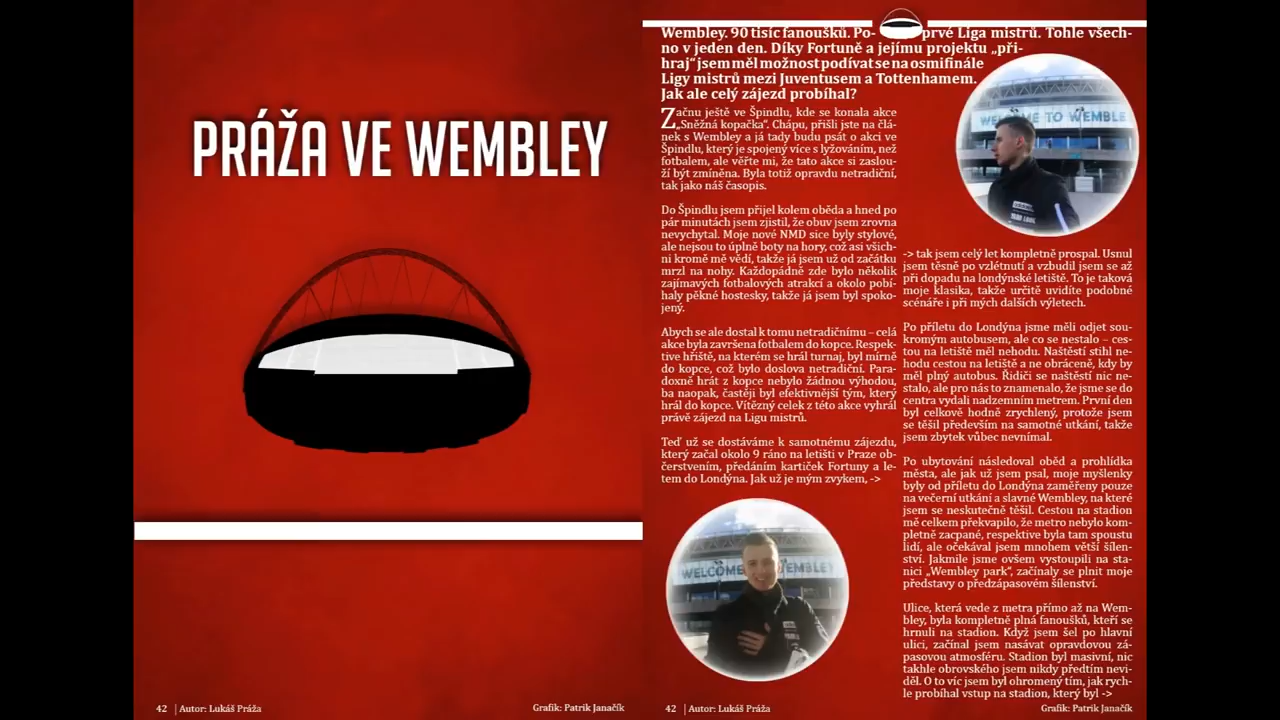 PRÁŽA VE WEMBLEY
42 | Autor: Lukáš Práža
Grafik: Patrik Janačík
Wembley. 90 tisíc fanoušků. Po- prvé Liga mistrů. Tohle všech-
no v jeden den. Díky Fortuně a jejímu projektu „při-
hraj“ jsem měl možnost podívat se na osmifinále
Ligy mistrů mezi Juventusem a Tottenhamem.
Jak ale celý zájezd probíhal?
Začnu ještě ve Špindlu, kde se konala akce
„Sněžná kopačka“. Chápu, přišli jste na člá-
nek s Wembley a já tady budu psát o akci ve
Špindlu, který je spojený více s lyžováním, než
fotbalem, ale věřte mi, že tato akce si zaslou-
ží být zmíněna. Byla totiž opravdu netradiční,
tak jako náš časopis.
Do Špindlu jsem přijel kolem oběda a hned po
pár minutách jsem zjistil, že obuv jsem zrovna
nevychytal. Moje nové NMD sice byly stylové,
ale nejsou to úplně boty na hory, což asi všich-
ni kromě mě vědí, takže já jsem už od začátku
mrzl na nohy. Každopádně zde bylo několik
zajímavých fotbalových atrakcí a okolo pobí-
haly pěkné hostesky, takže já jsem byl spoko-
jený.
Abych se ale dostal k tomu netradičnímu – celá
akce byla završena fotbalem do kopce. Respek-
tive hřiště, na kterém se hrál turnaj, byl mírně
do kopce, což bylo doslova netradiční. Para-
doxně hrát z kopce nebylo žádnou výhodou,
ba naopak, častěji byl efektivnější tým, který
hrál do kopce. Vítězný celek z této akce vyhrál
právě zájezd na Ligu mistrů.
Teď už se dostáváme k samotnému zájezdu,
který začal okolo 9 ráno na letišti v Praze ob-
čerstvením, předáním kartiček Fortuny a le-
tem do Londýna. Jak už je mým zvykem, ->
WELCOME WEMBLEY
42 | Autor: Lukáš Práža
WELCOME TO WEMBLE
-> tak jsem celý let kompletně prospal. Usnul
jsem těsně po vzlétnutí a vzbudil jsem se až
při dopadu na londýnské letiště. To je taková
moje klasika, takže určitě uvidíte podobné
scénáře i při mých dalších výletech.
Po příletu do Londýna jsme měli odjet sou-
kromým autobusem, ale co se nestalo – ces-
tou na letiště měl nehodu. Naštěstí stihl ne-
hodu cestou na letiště a ne obráceně, kdy by
měl plný autobus. Řidiči se naštěstí nic ne-
stalo, ale pro nás to znamenalo, že jsme se do
centra vydali nadzemním metrem. První den
byl celkově hodně zrychlený, protože jsem
se těšil především na samotné utkání, takže
jsem zbytek vůbec nevnímal.
Po ubytování následoval oběd a prohlídka
města, ale jak už jsem psal, moje myšlenky
byly od příletu do Londýna zaměřeny pouze
na večerní utkání a slavné Wembley, na které
jsem se neskutečně těšil. Cestou na stadion
mě celkem překvapilo, že metro nebylo kom-
pletně zacpané, respektive byla tam spoustu
lidí, ale očekával jsem mnohem větší šílen-
ství. Jakmile jsme ovšem vystoupili na sta-
nici „Wembley park“, začínaly se plnit moje
představy o předzápasovém šílenství.
Ulice, která vede z metra přímo až na Wem-
bley, byla kompletně plná fanoušků, kteří se
hrnuli na stadion. Když jsem šel po hlavní
ulici, začínal jsem nasávat opravdovou zá-
pasovou atmosféru. Stadion byl masivní, nic
takhle obrovského jsem nikdy předtím nevi-
děl. O to víc jsem byl ohromený tím, jak rych-
le probíhal vstup na stadion, který byl ->
Grafik: Patrik Janačík